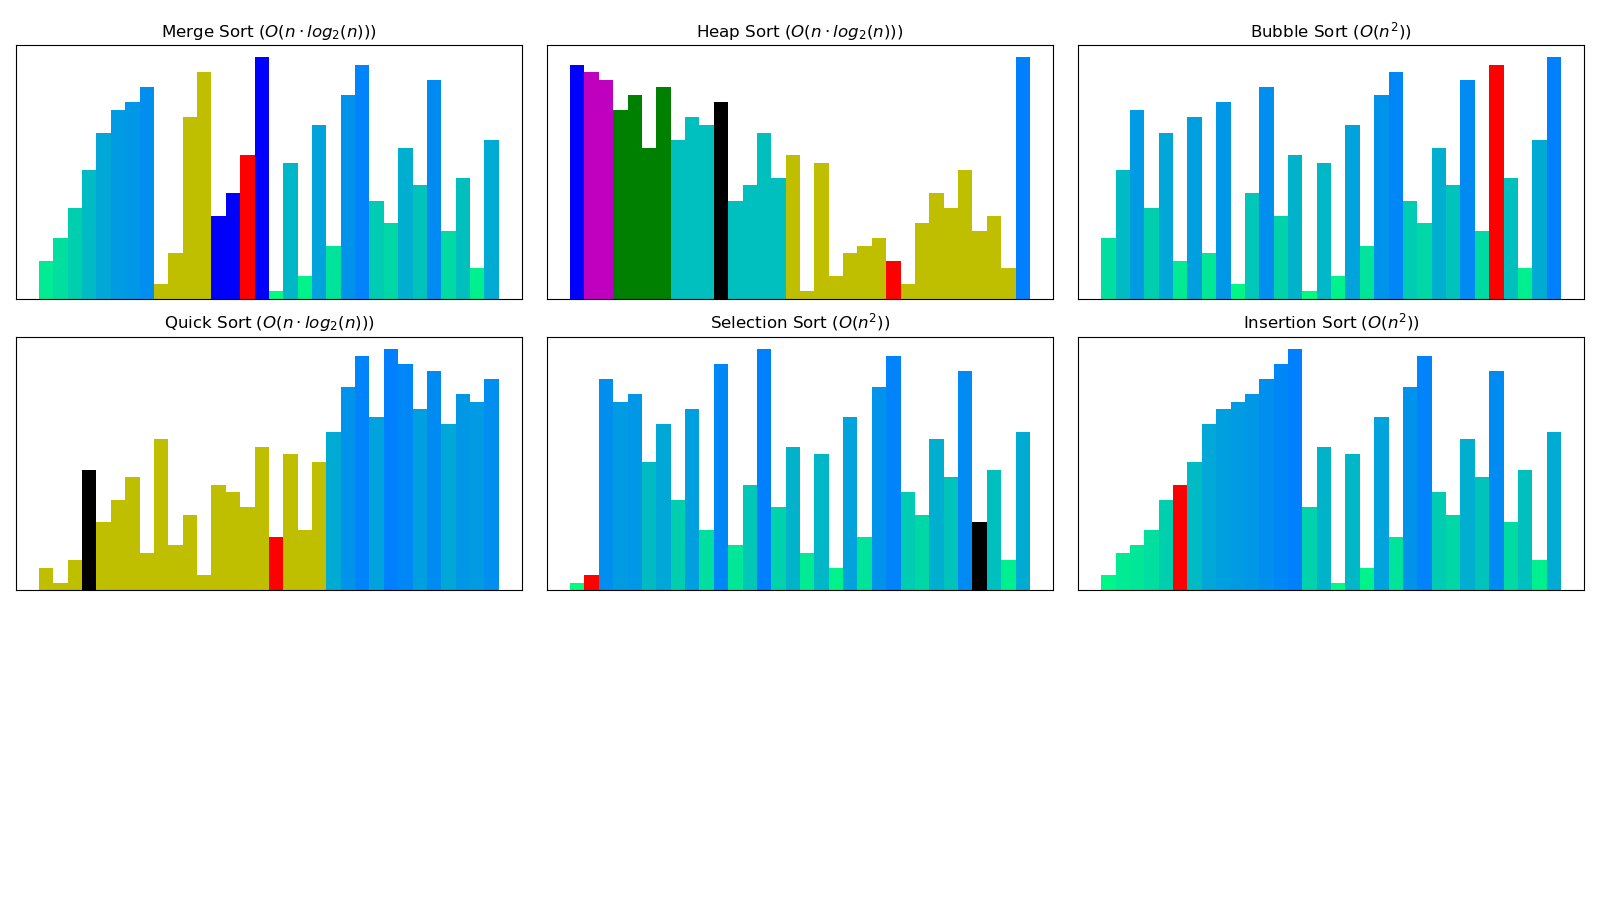 Merge Sort (O(n · log₂(n)))
Heap Sort (O(n · log₂(n)))
Bubble Sort (O(n²))
Quick Sort (O(n · log₂(n)))
Selection Sort (O(n²))
Insertion Sort (O(n²))